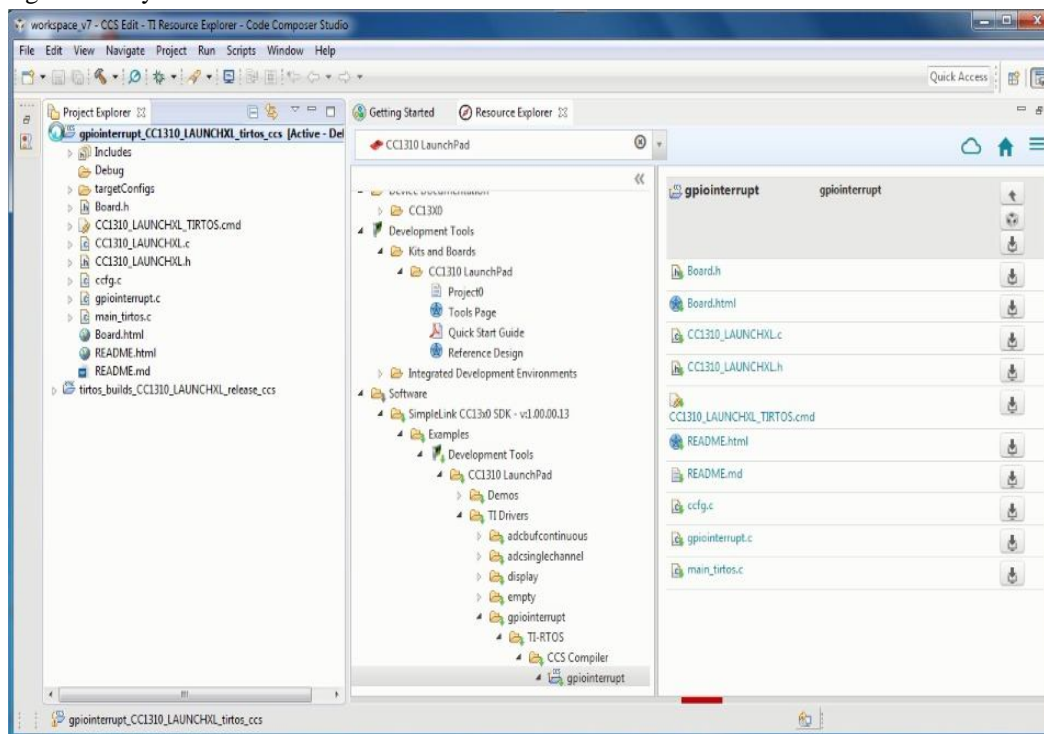 workspace_v7 - CCS Edit - TI Resource Explorer - Code Composer Studio
File Edit View Navigate Project Run Scripts Window Help
Quick Access
Project Explorer
gpiointerrupt_CC1310_LAUNCHXL_tirtos_ccs [Active - Del
Includes
Debug
targetConfigs
Board.h
CC1310_LAUNCHXL_TIRTOS.cmd
CC1310_LAUNCHXL.c
CC1310_LAUNCHXL.h
ccfg.c
gpiointerrupt.c
main_tirtos.c
Board.html
README.html
README.md
tirtos_builds_CC1310_LAUNCHXL_release_ccs
Getting Started Resource Explorer
CC1310 LaunchPad
Device Documentation
CC13X0
Development Tools
Kits and Boards
CC1310 LaunchPad
Project0
Tools Page
Quick Start Guide
Reference Design
Integrated Development Environments
Software
SimpleLink CC13x0 SDK - v:1.00.00.13
Examples
Development Tools
CC1310 LaunchPad
Demos
TI Drivers
adcbufcontinuous
adcsinglechannel
display
empty
gpiointerrupt
TI-RTOS
CCS Compiler
gpiointerrupt
gpiointerrupt gpiointerrupt
Board.h
Board.html
CC1310_LAUNCHXL.c
CC1310_LAUNCHXL.h
CC1310_LAUNCHXL_TIRTOS.cmd
README.html
README.md
ccfg.c
gpiointerrupt.c
main_tirtos.c
gpiointerrupt_CC1310_LAUNCHXL_tirtos_ccs